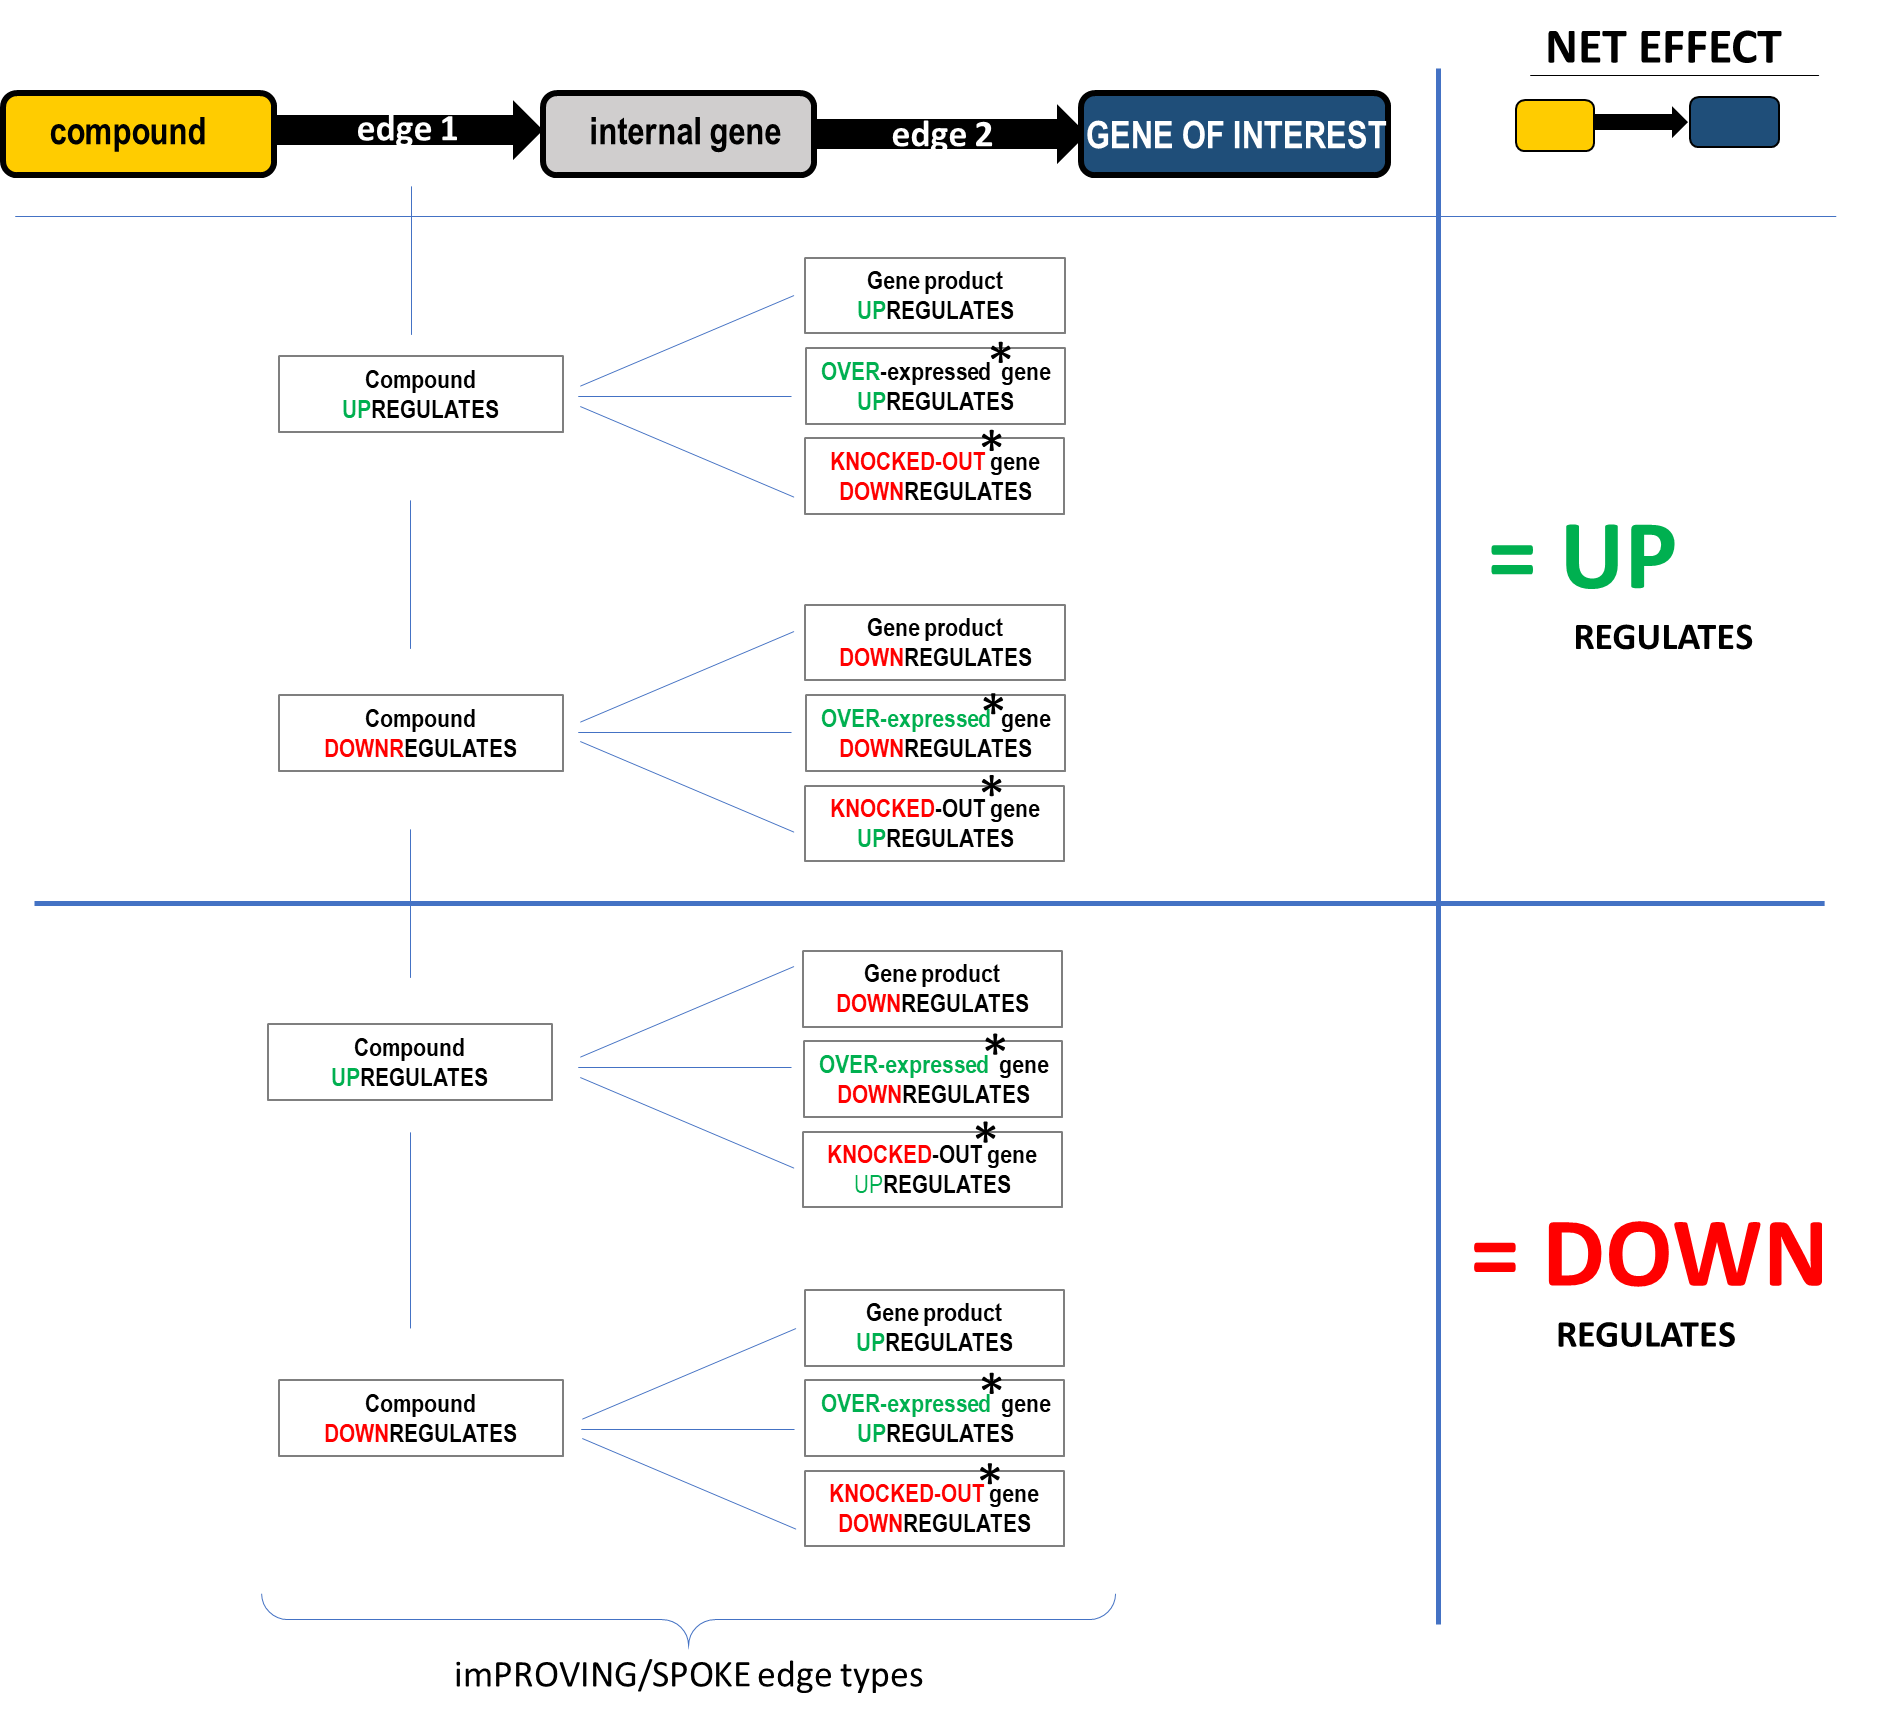 NET EFFECT
compound
edge 1
internal gene
edge 2
GENE OF INTEREST
Gene product
UPREGULATES
OVER-expressed*gene
UPREGULATES
Compound
UPREGULATES
KNOCKED-OUT*gene
DOWNREGULATES
= UP
REGULATES
Gene product
DOWNREGULATES
Compound
DOWNREGULATES
OVER-expressed*gene
DOWNREGULATES
KNOCKED-OUT*gene
UPREGULATES
Gene product
DOWNREGULATES
Compound
UPREGULATES
OVER-expressed*gene
DOWNREGULATES
KNOCKED-OUT*gene
UPREGULATES
= DOWN
REGULATES
Gene product
UPREGULATES
Compound
DOWNREGULATES
OVER-expressed*gene
UPREGULATES
KNOCKED-OUT*gene
DOWNREGULATES
imPROVING/SPOKE edge types